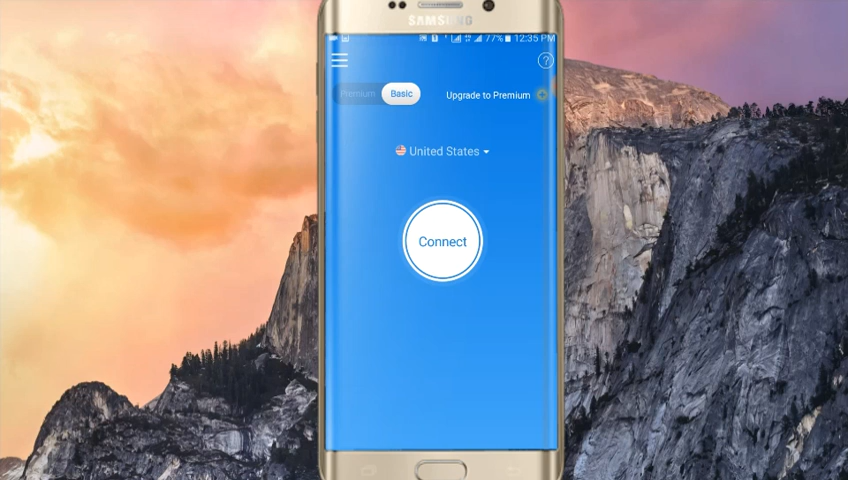 SAMSUNG
77% 12:35 PM
?
Premium
Basic
Upgrade to Premium
United States
Connect